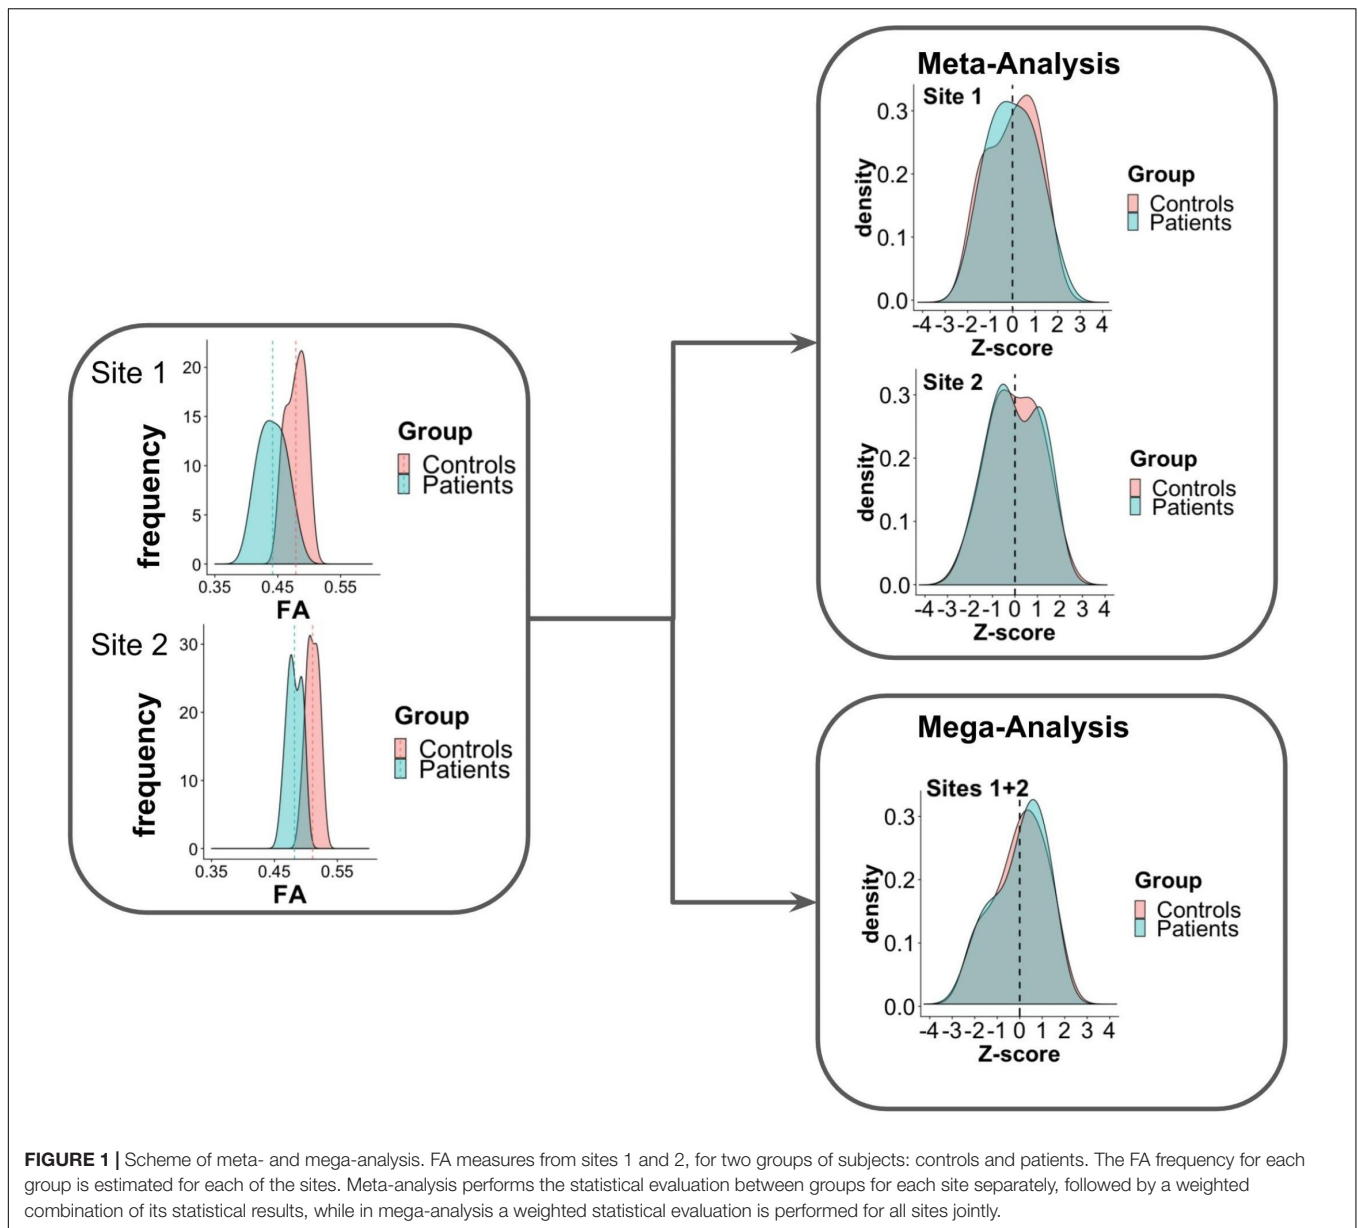 Site 1
frequency
20
15
10
5
0
0.35 0.45 0.55
FA
Group
Controls
Patients
Site 2
frequency
30
20
10
0
0.35 0.45 0.55
FA
Group
Controls
Patients
Meta-Analysis
Site 1
density
0.3
0.2
0.1
0.0
-4 -3 -2 -1 0 1 2 3 4
Z-score
Group
Controls
Patients
Site 2
density
0.3
0.2
0.1
0.0
-4 -3 -2 -1 0 1 2 3 4
Z-score
Group
Controls
Patients
Mega-Analysis
Sites 1+2
density
0.3
0.2
0.1
0.0
-4 -3 -2 -1 0 1 2 3 4
Z-score
Group
Controls
Patients
FIGURE 1 | Scheme of meta- and mega-analysis. FA measures from sites 1 and 2, for two groups of subjects: controls and patients. The FA frequency for each
group is estimated for each of the sites. Meta-analysis performs the statistical evaluation between groups for each site separately, followed by a weighted
combination of its statistical results, while in mega-analysis a weighted statistical evaluation is performed for all sites jointly.